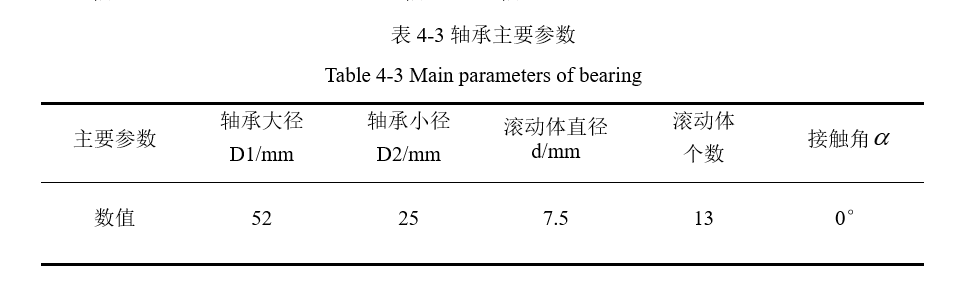 表 4-3 轴承主要参数
Table 4-3 Main parameters of bearing
主要参数 轴承大径 D1/mm 轴承小径 D2/mm 滚动体直径 d/mm 滚动体 个数 接触角 α
数值 52 25 7.5 13 0°